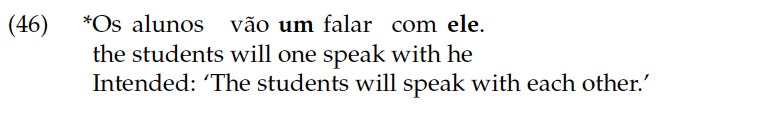 (46) *Os alunos vão um falar com ele.
the students will one speak with he
Intended: ‘The students will speak with each other.’